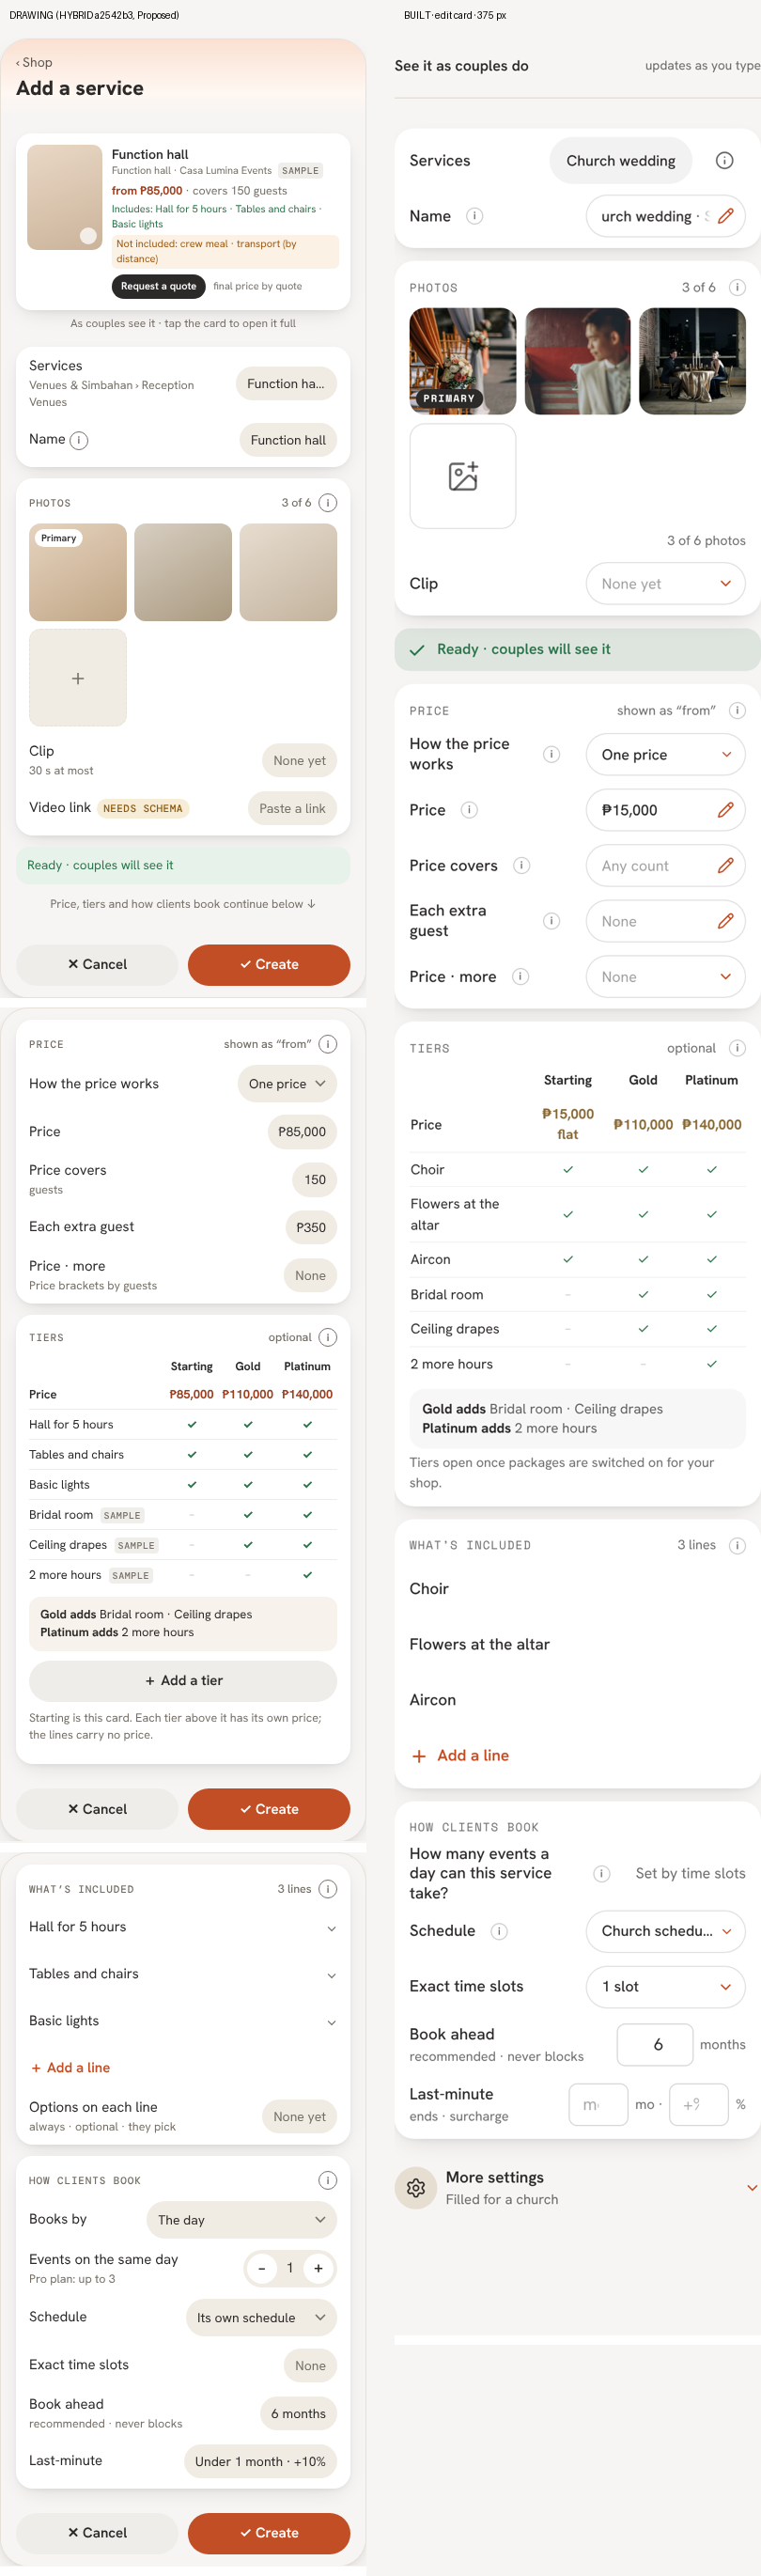 DRAWING (HYBRID a2542b3, Proposed)
‹ Shop
Add a service
Function hall
Function hall · Casa Lumina Events SAMPLE
from ₱85,000 · covers 150 guests
Includes: Hall for 5 hours · Tables and chairs ·
Basic lights
Not included: crew meal · transport (by
distance)
Request a quote final price by quote
As couples see it · tap the card to open it full
Services
Venues & Simbahan › Reception
Venues
Function ha...
Name i
Function hall
PHOTOS 3 of 6 i
Primary
+
Clip
30 s at most
None yet
Video link NEEDS SCHEMA Paste a link
Ready · couples will see it
Price, tiers and how clients book continue below ↓
✕ Cancel ✓ Create
PRICE shown as “from” i
How the price works One price
Price ₱85,000
Price covers
guests
150
Each extra guest ₱350
Price · more
Price brackets by guests
None
TIERS optional i
Starting Gold Platinum
Price ₱85,000 ₱110,000 ₱140,000
Hall for 5 hours ✓ ✓ ✓
Tables and chairs ✓ ✓ ✓
Basic lights ✓ ✓ ✓
Bridal room SAMPLE – ✓ ✓
Ceiling drapes SAMPLE – ✓ ✓
2 more hours SAMPLE – – ✓
Gold adds Bridal room · Ceiling drapes
Platinum adds 2 more hours
+ Add a tier
Starting is this card. Each tier above it has its own price;
the lines carry no price.
✕ Cancel ✓ Create
WHAT’S INCLUDED 3 lines i
Hall for 5 hours
Tables and chairs
Basic lights
+ Add a line
Options on each line
always · optional · they pick
None yet
HOW CLIENTS BOOK i
Books by The day
Events on the same day
Pro plan: up to 3
– 1 +
Schedule Its own schedule
Exact time slots None
Book ahead
recommended · never blocks
6 months
Last-minute Under 1 month · +10%
✕ Cancel ✓ Create
BUILT · edit card · 375 px
See it as couples do updates as you type
Services Church wedding i
Name i urch wedding ·
PHOTOS 3 of 6 i
PRIMARY
3 of 6 photos
Clip None yet
✓ Ready · couples will see it
PRICE shown as “from” i
How the price
works
i One price
Price i ₱15,000
Price covers i Any count
Each extra
guest
i None
Price · more i None
TIERS optional i
Starting Gold Platinum
Price ₱15,000
flat
₱110,000 ₱140,000
Choir ✓ ✓ ✓
Flowers at the
altar
✓ ✓ ✓
Aircon ✓ ✓ ✓
Bridal room – ✓ ✓
Ceiling drapes – ✓ ✓
2 more hours – – ✓
Gold adds Bridal room · Ceiling drapes
Platinum adds 2 more hours
Tiers open once packages are switched on for your
shop.
WHAT’S INCLUDED 3 lines i
Choir
Flowers at the altar
Aircon
+ Add a line
HOW CLIENTS BOOK
How many events a
day can this service
take?
i Set by time slots
Schedule i Church schedu...
Exact time slots 1 slot
Book ahead
recommended · never blocks
6 months
Last-minute
ends · surcharge
mo · %
More settings
Filled for a church